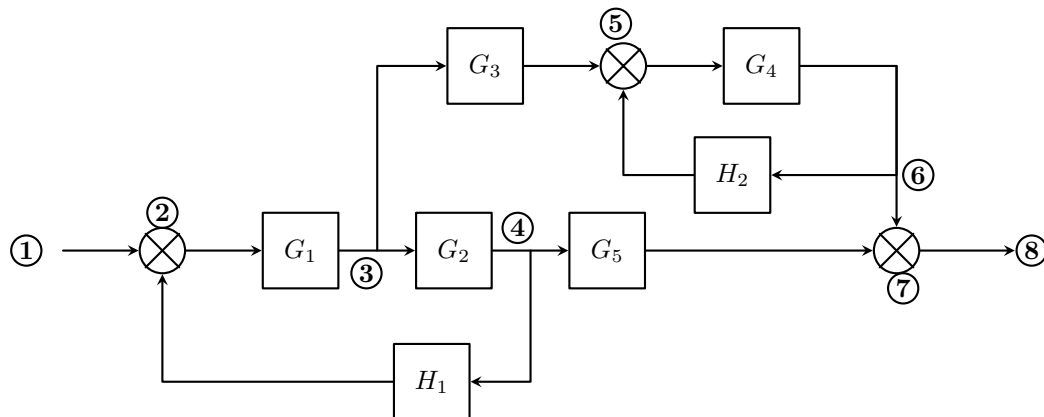 ⑤
G₃
G₄
H₂
⑥
②
①
G₁
③
G₂
④
G₅
⑦
⑧
H₁